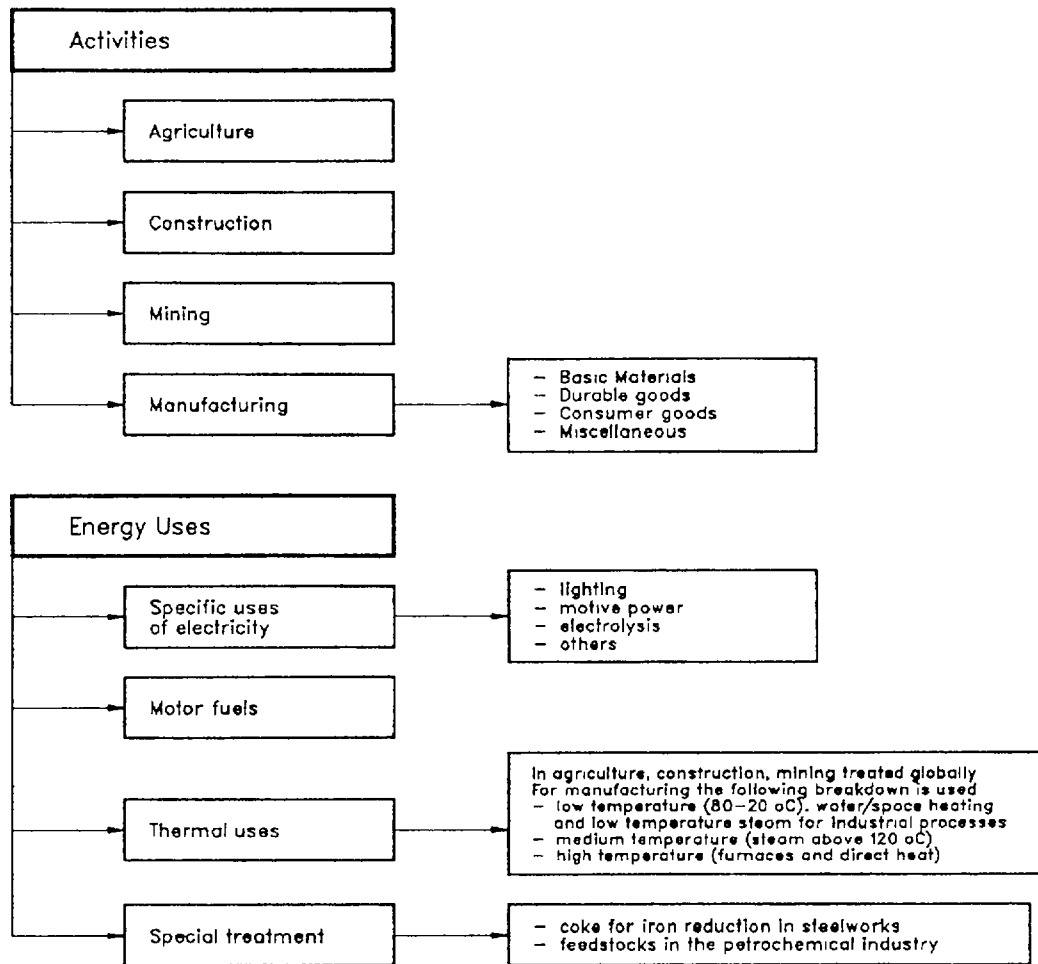 Activities
Agriculture
Construction
Mining
Manufacturing
- Basic Materials
- Durable goods
- Consumer goods
- Miscellaneous
Energy Uses
Specific uses
of electricity
- lighting
- motive power
- electrolysis
- others
Motor fuels
Thermal uses
In agriculture, construction, mining treated globally
For manufacturing the following breakdown is used
- low temperature (80-20 oC). water/space heating
and low temperature steam for industrial processes
- medium temperature (steam above 120 oC)
- high temperature (furnaces and direct heat)
Special treatment
- coke for iron reduction in steelworks
- feedstocks in the petrochemical industry